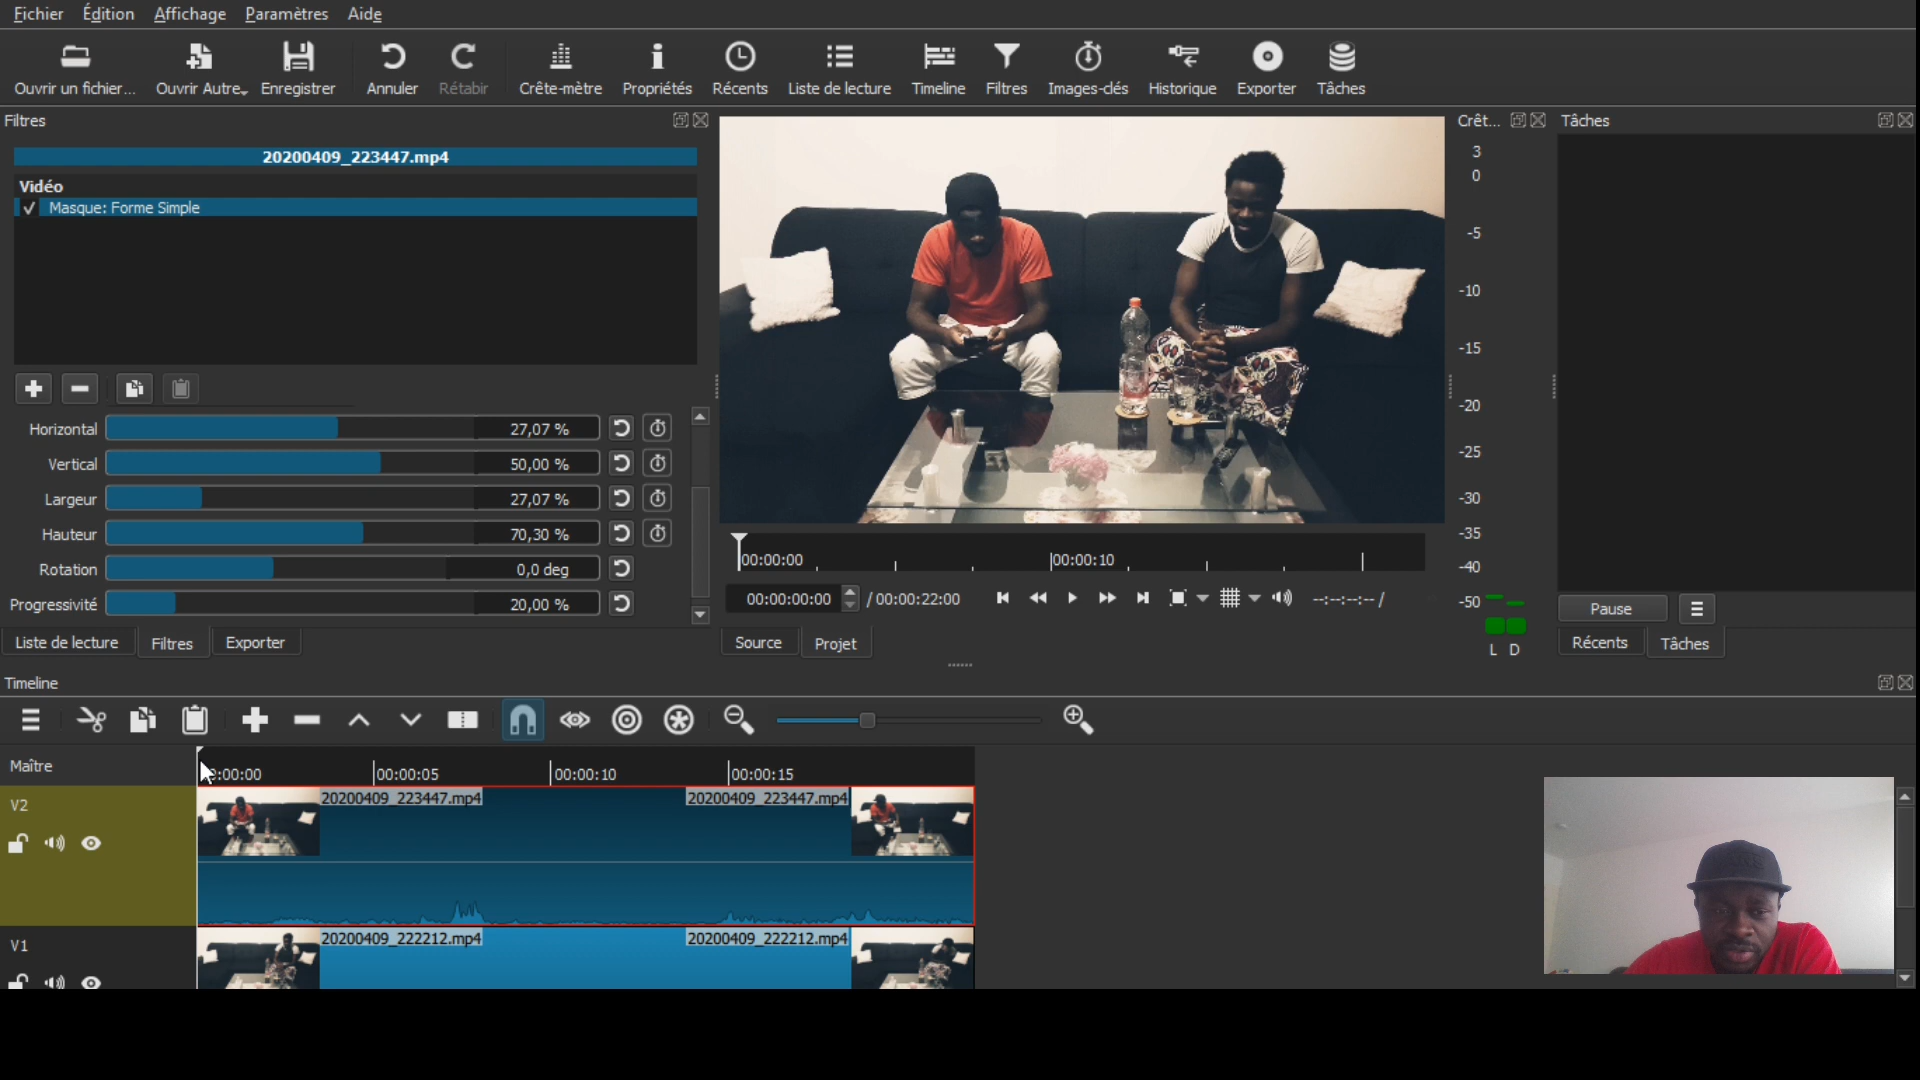 Fichier Édition Affichage Paramètres Aide
Ouvrir un fichier... Ouvrir Autre Enregistrer Annuler Rétabir Crête-mètre Propriétés Récents Liste de lecture Timeline Filtres Images-clés Historique Exporter Tâches
Filtres
20200409_223447.mp4
Vidéo
Masque: Forme Simple
Horizontal 27,07 %
Vertical 50,00 %
Largeur 27,07 %
Hauteur 70,30 %
Rotation 0,0 deg
Progressivité 20,00 %
Liste de lecture Filtres Exporter
00:00:00 00:00:10
00:00:00:00 / 00:00:22:00 --:--:--:-- /
Source Projet
Crêt...
3
0
-5
-10
-15
-20
-25
-30
-35
-40
-50
L D
Tâches
Pause
Récents Tâches
Timeline
Maître
:00:00 00:00:05 00:00:10 00:00:15
V2
20200409_223447.mp4 20200409_223447.mp4
V1
20200409_222212.mp4 20200409_222212.mp4